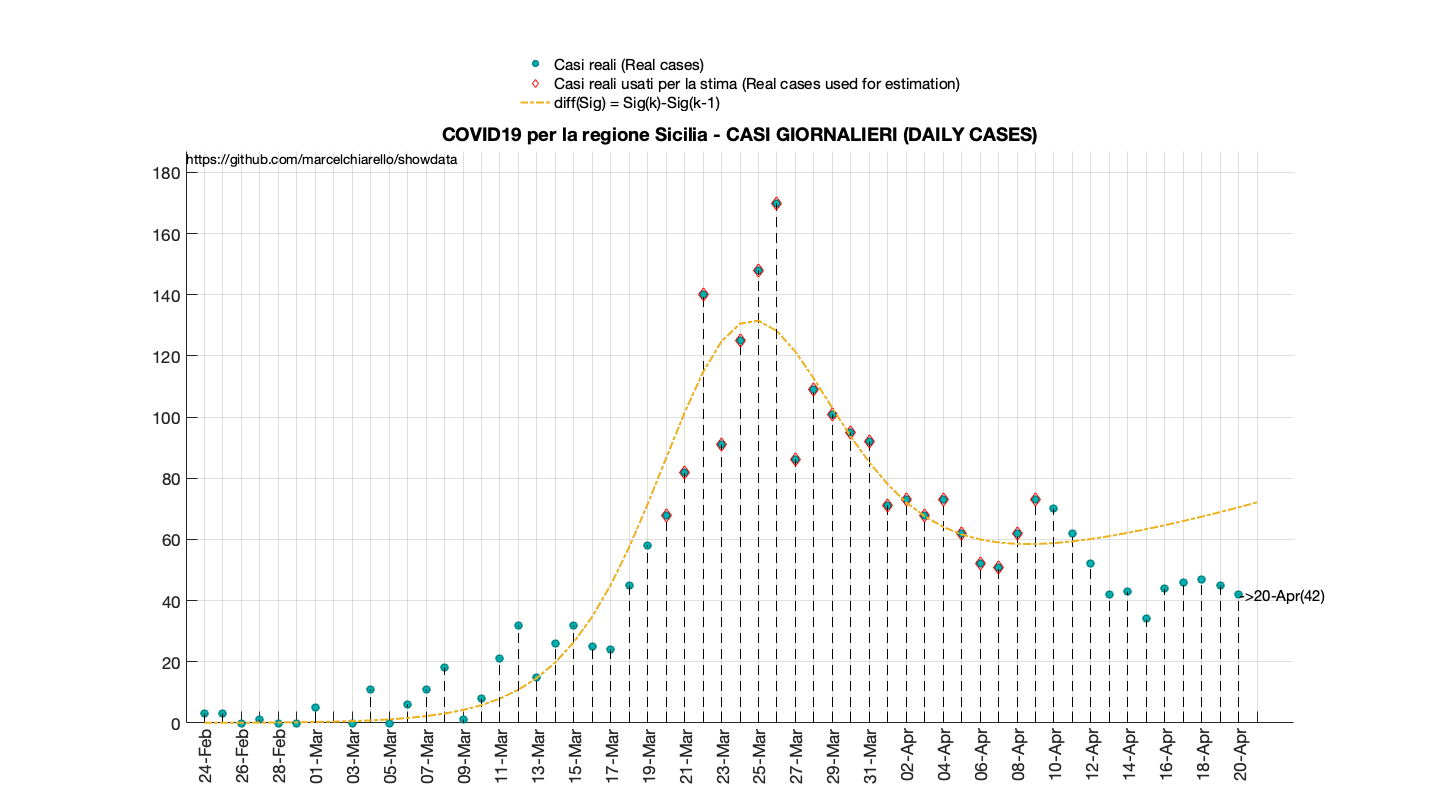 Casi reali (Real cases)
Casi reali usati per la stima (Real cases used for estimation)
diff(Sig) = Sig(k)-Sig(k-1)
COVID19 per la regione Sicilia - CASI GIORNALIERI (DAILY CASES)
https://github.com/marcelchiarello/showdata
180
160
140
120
100
80
60
40
20
0
->20-Apr(42)
24-Feb
26-Feb
28-Feb
01-Mar
03-Mar
05-Mar
07-Mar
09-Mar
11-Mar
13-Mar
15-Mar
17-Mar
19-Mar
21-Mar
23-Mar
25-Mar
27-Mar
29-Mar
31-Mar
02-Apr
04-Apr
06-Apr
08-Apr
10-Apr
12-Apr
14-Apr
16-Apr
18-Apr
20-Apr